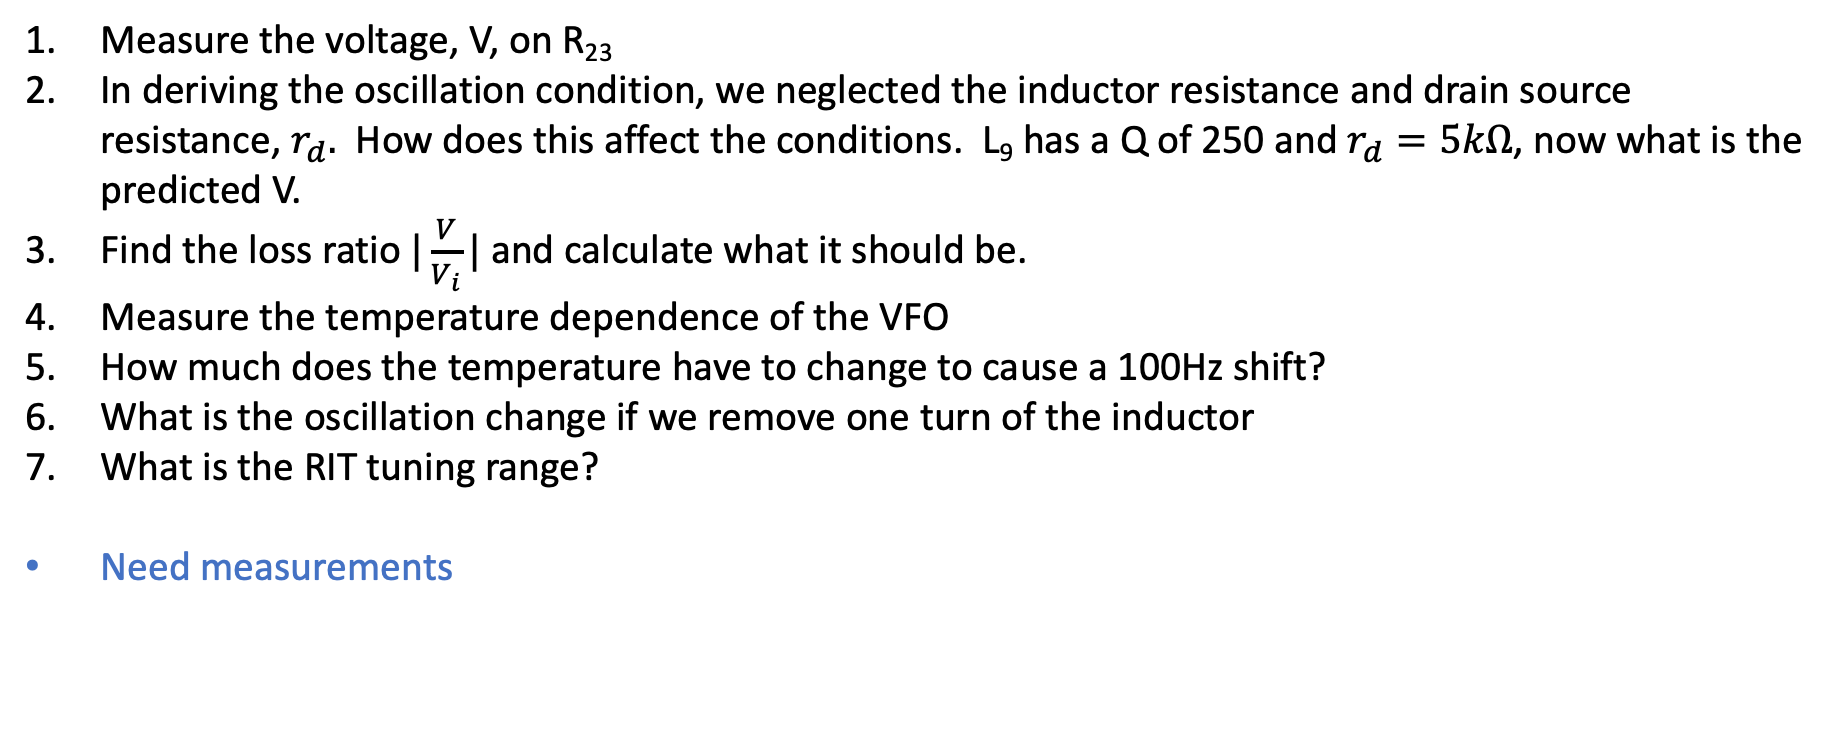 1. Measure the voltage, V, on R₂₃
2. In deriving the oscillation condition, we neglected the inductor resistance and drain source
resistance, r_d. How does this affect the conditions. L₉ has a Q of 250 and r_d = 5kΩ, now what is the
predicted V.
3. Find the loss ratio |V/V_i| and calculate what it should be.
4. Measure the temperature dependence of the VFO
5. How much does the temperature have to change to cause a 100Hz shift?
6. What is the oscillation change if we remove one turn of the inductor
7. What is the RIT tuning range?
• Need measurements